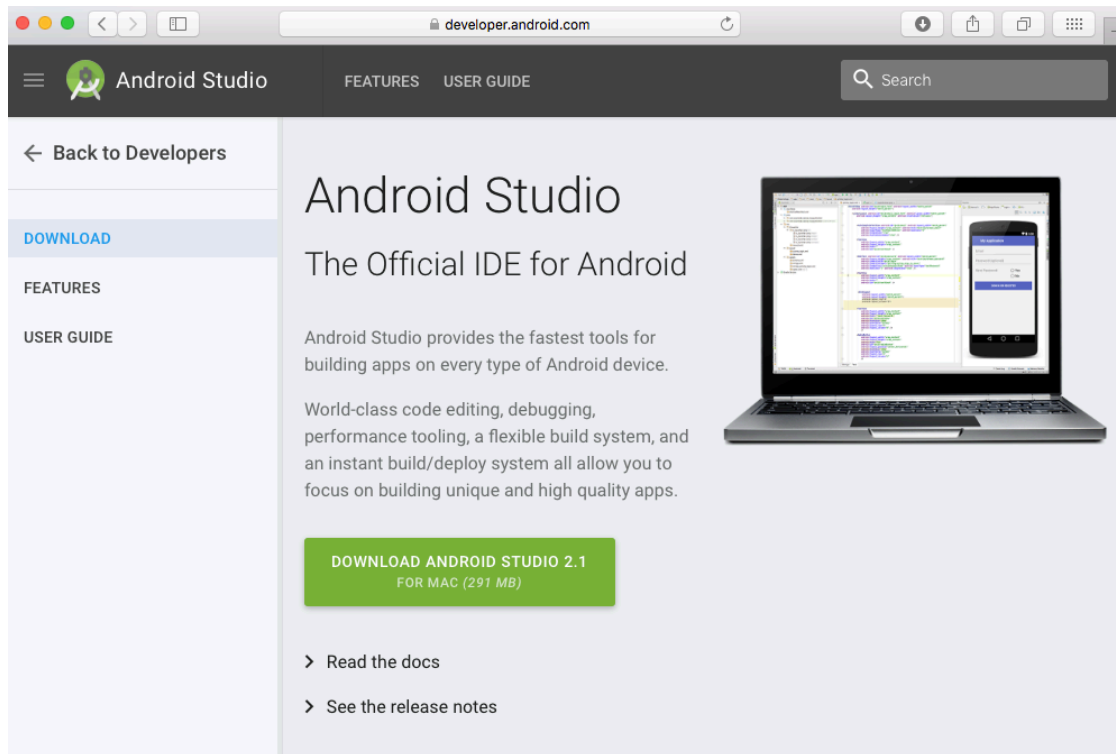 developer.android.com
Android Studio
FEATURES
USER GUIDE
Search
Back to Developers
DOWNLOAD
FEATURES
USER GUIDE
Android Studio
The Official IDE for Android
Android Studio provides the fastest tools for
building apps on every type of Android device.
World-class code editing, debugging,
performance tooling, a flexible build system, and
an instant build/deploy system all allow you to
focus on building unique and high quality apps.
DOWNLOAD ANDROID STUDIO 2.1
FOR MAC (291 MB)
Read the docs
See the release notes